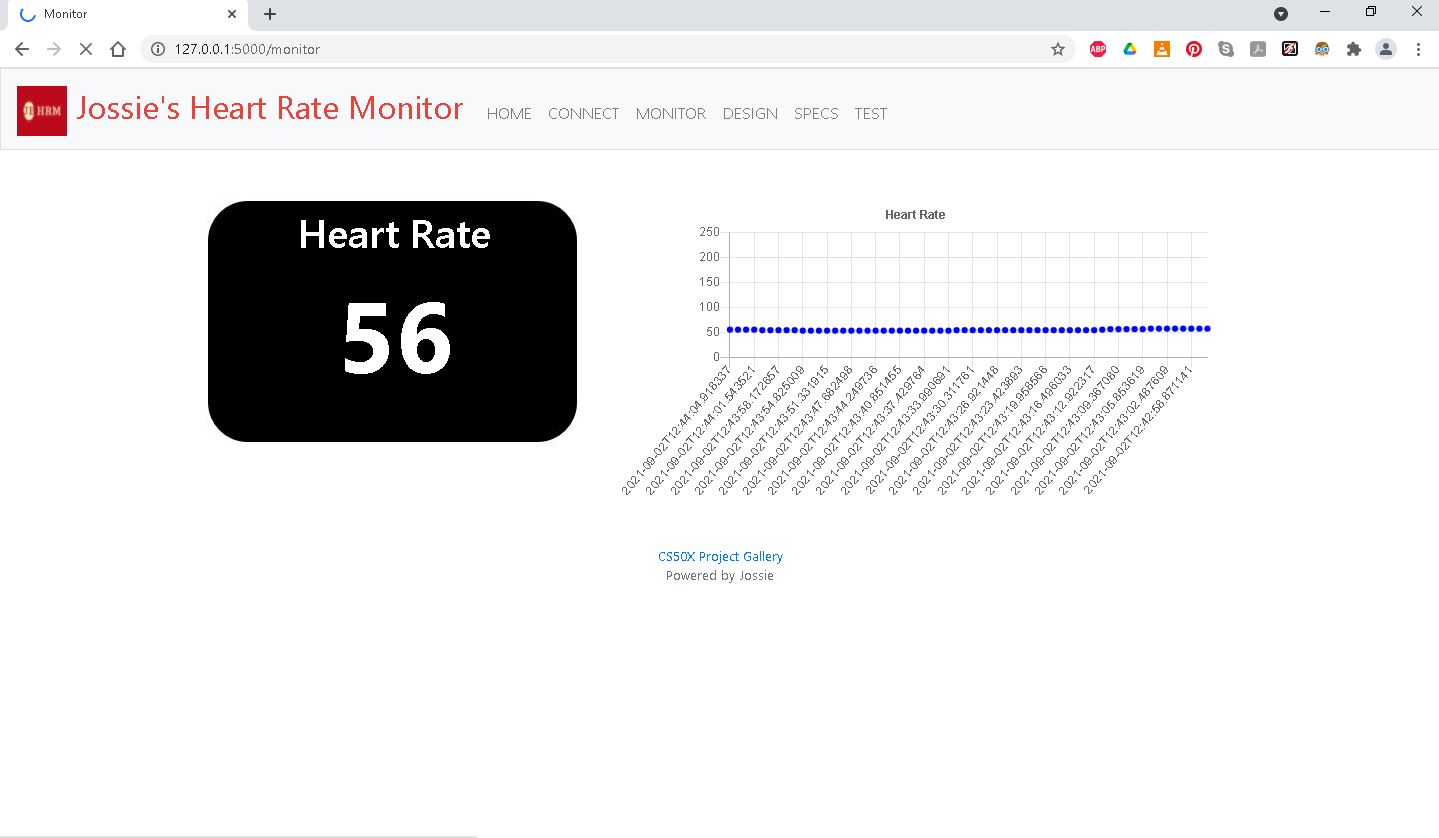 Monitor
127.0.0.1:5000/monitor
ABP
HRM
Jossie's Heart Rate Monitor
HOME CONNECT MONITOR DESIGN SPECS TEST
Heart Rate
56
Heart Rate
250
200
150
100
50
0
2021-09-02T12:44:04.918337
2021-09-02T12:44:01.543521
2021-09-02T12:43:58.172657
2021-09-02T12:43:54.825009
2021-09-02T12:43:51.331915
2021-09-02T12:43:47.682498
2021-09-02T12:43:44.249736
2021-09-02T12:43:40.851455
2021-09-02T12:43:37.429764
2021-09-02T12:43:33.990691
2021-09-02T12:43:30.311761
2021-09-02T12:43:26.921448
2021-09-02T12:43:23.423693
2021-09-02T12:43:19.958566
2021-09-02T12:43:16.496033
2021-09-02T12:43:12.922317
2021-09-02T12:43:09.367080
2021-09-02T12:43:05.853619
2021-09-02T12:43:02.487609
2021-09-02T12:42:58.871141
CS50X Project Gallery
Powered by Jossie